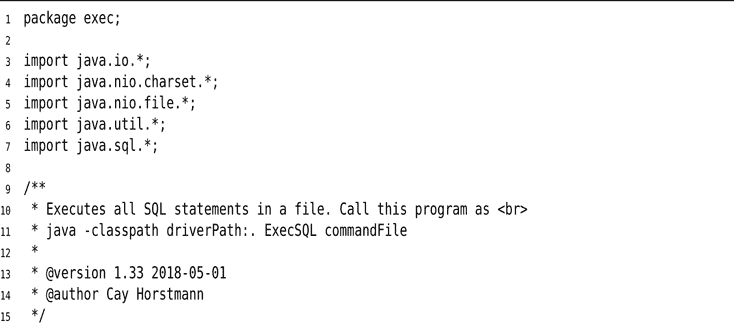 1 package exec;
2
3 import java.io.*;
4 import java.nio.charset.*;
5 import java.nio.file.*;
6 import java.util.*;
7 import java.sql.*;
8
9 /**
10  * Executes all SQL statements in a file. Call this program as <br>
11  * java -classpath driverPath:. ExecSQL commandFile
12  *
13  * @version 1.33 2018-05-01
14  * @author Cay Horstmann
15  */